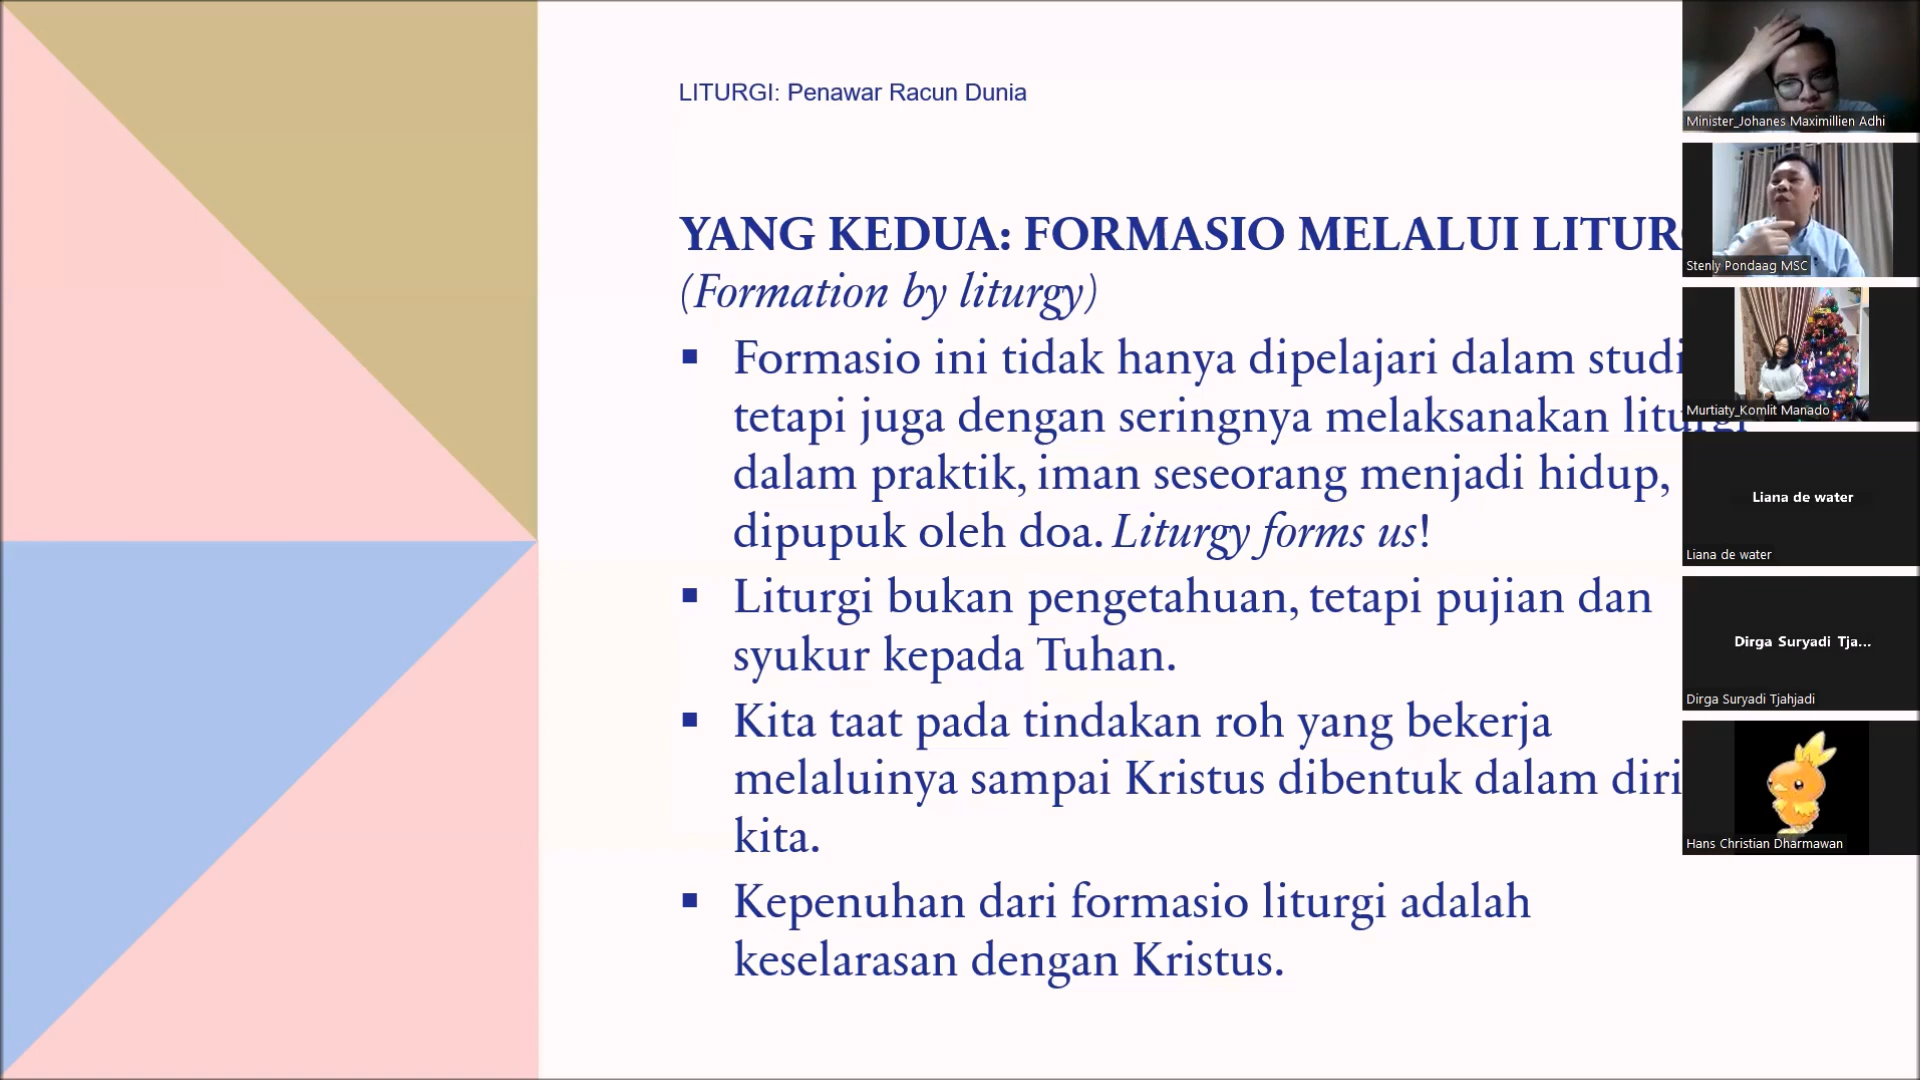 LITURGI: Penawar Racun Dunia
YANG KEDUA: FORMASIO MELALUI LITUR
(Formation by liturgy)
▪ Formasio ini tidak hanya dipelajari dalam studi
tetapi juga dengan seringnya melaksanakan liturgi
dalam praktik, iman seseorang menjadi hidup,
dipupuk oleh doa. Liturgy forms us!
▪ Liturgi bukan pengetahuan, tetapi pujian dan
syukur kepada Tuhan.
▪ Kita taat pada tindakan roh yang bekerja
melaluinya sampai Kristus dibentuk dalam diri
kita.
▪ Kepenuhan dari formasio liturgi adalah
keselarasan dengan Kristus.
Minister_Johanes Maximillien Adhi
Stenly Pondaag MSC
Murtiaty_Komlit Manado
Liana de water
Liana de water
Dirga Suryadi Tja...
Dirga Suryadi Tjahjadi
Hans Christian Dharmawan